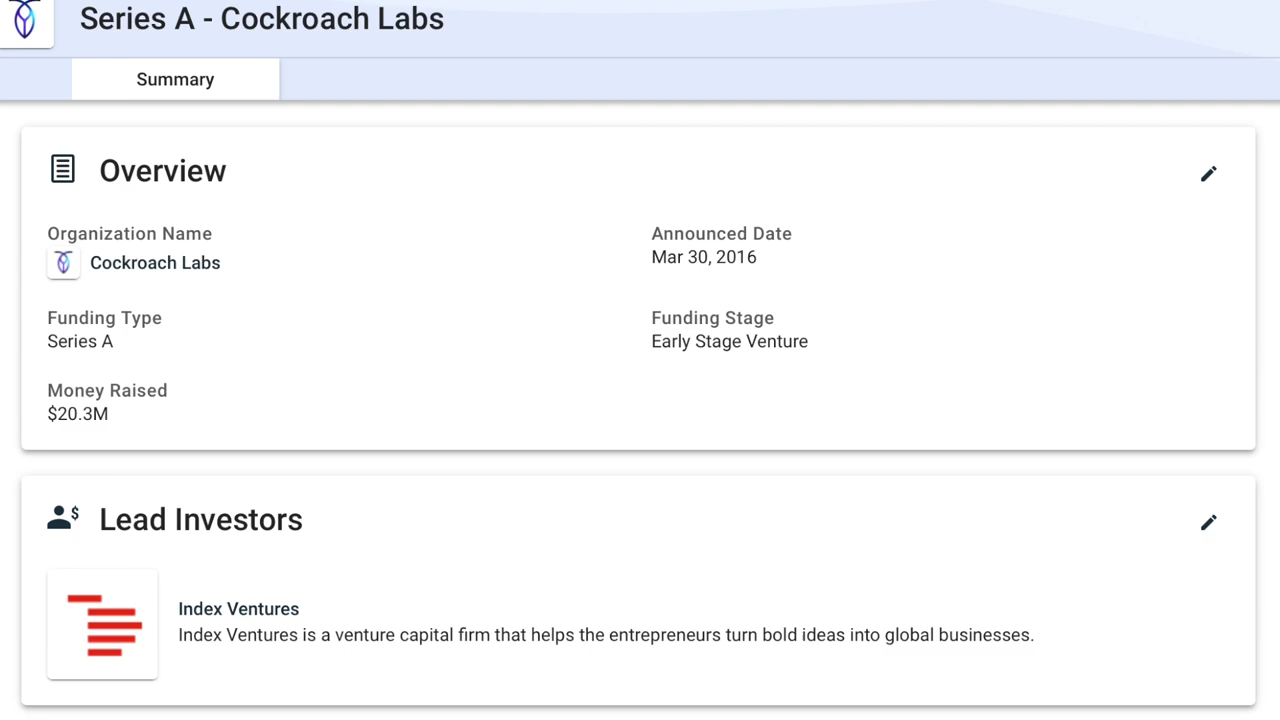 Series A - Cockroach Labs
Summary
Overview
Organization Name
Cockroach Labs
Announced Date
Mar 30, 2016
Funding Type
Series A
Funding Stage
Early Stage Venture
Money Raised
$20.3M
Lead Investors
Index Ventures
Index Ventures is a venture capital firm that helps the entrepreneurs turn bold ideas into global businesses.